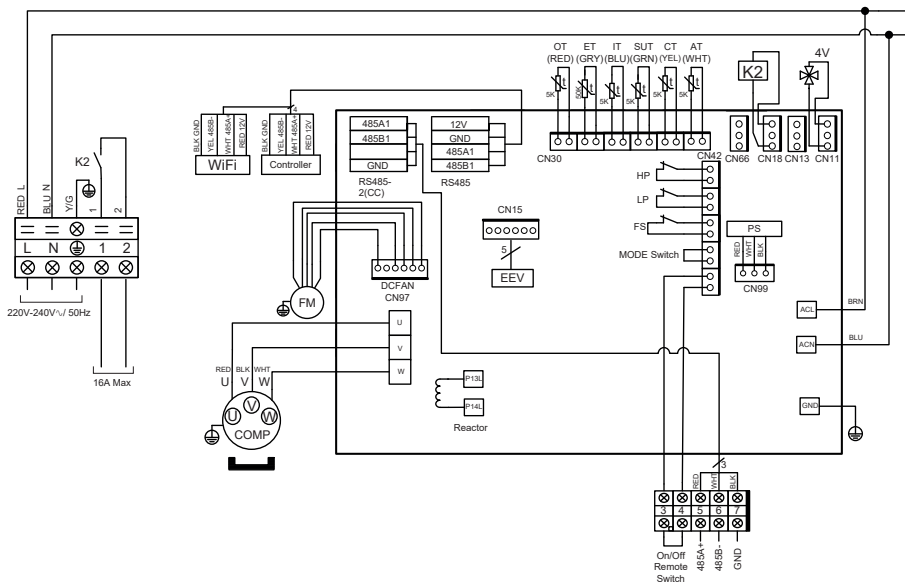 OT ET IT SUT CT AT
(RED) (GRY) (BLU) (GRN) (YEL) (WHT)
5K 50K 5K 5K 5K 5K
K2
4V
CN30
CN66 CN18 CN13 CN11
BLK GND
YEL 485B-
WHT 485A+
RED 12V
WiFi
BLK GND
YEL 485B-
WHT 485A+
RED 12V
Controller
4
485A1
485B1
GND
RS485-
2(CC)
12V
GND
485A1
485B1
RS485
CN42
HP
LP
FS
MODE Switch
PS
RED
WHT
BLK
CN99
CN15
5
EEV
K2
RED L
BLU N
Y/G
1
2
L N 1 2
220V-240V∿/ 50Hz
16A Max
FM
DCFAN
CN97
U
V
W
RED BLK WHT
U V W
U V W
COMP
P13L
P14L
Reactor
ACL
BRN
ACN
BLU
GND
3
RED
WHT
BLK
3 4 5 6 7
On/Off
Remote
Switch
485A+
485B-
GND